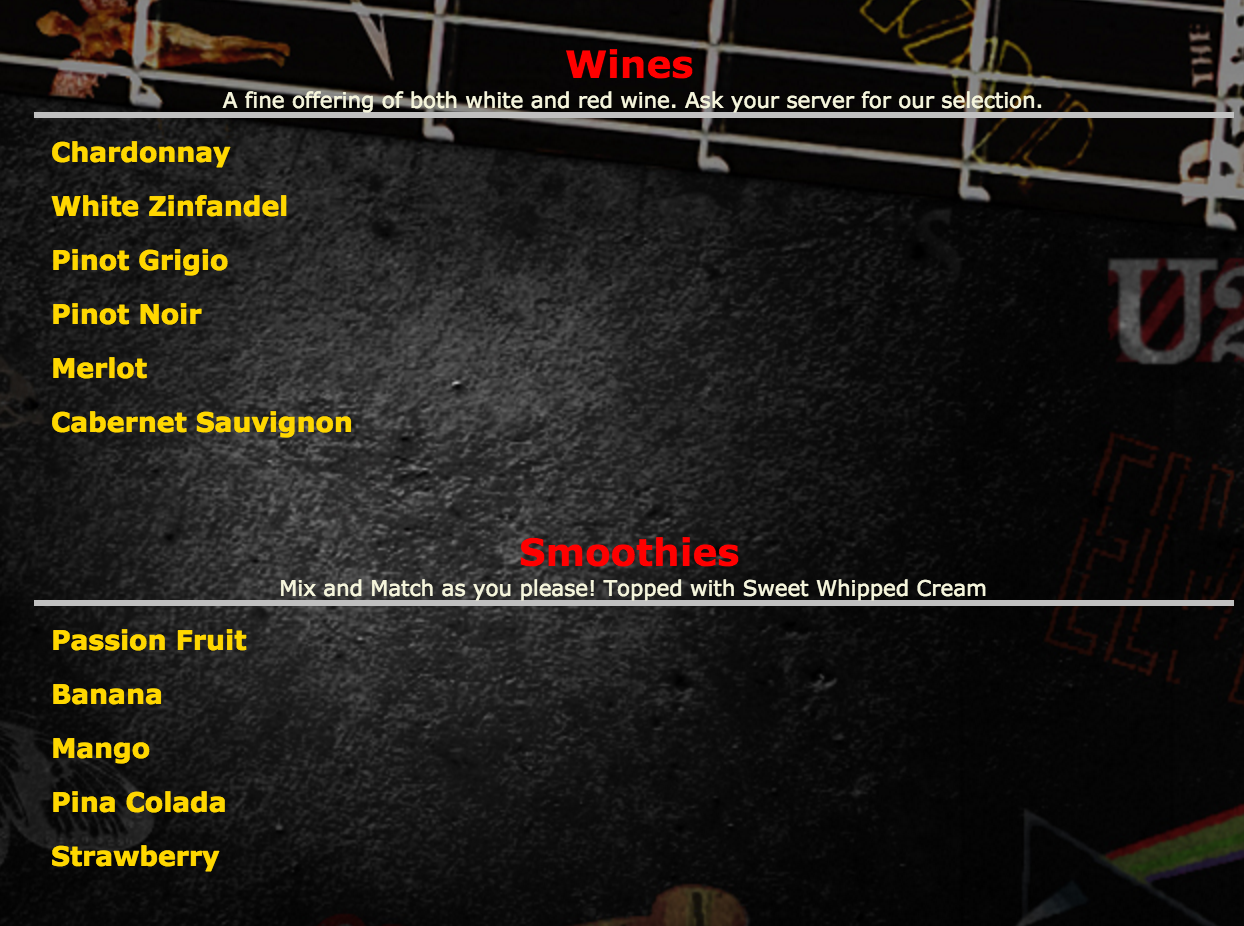 THE
Wines
A fine offering of both white and red wine. Ask your server for our selection.
Chardonnay
White Zinfandel
Pinot Grigio
U2
Pinot Noir
Merlot
Cabernet Sauvignon
Smoothies
Mix and Match as you please! Topped with Sweet Whipped Cream
Passion Fruit
Banana
Mango
Pina Colada
Strawberry